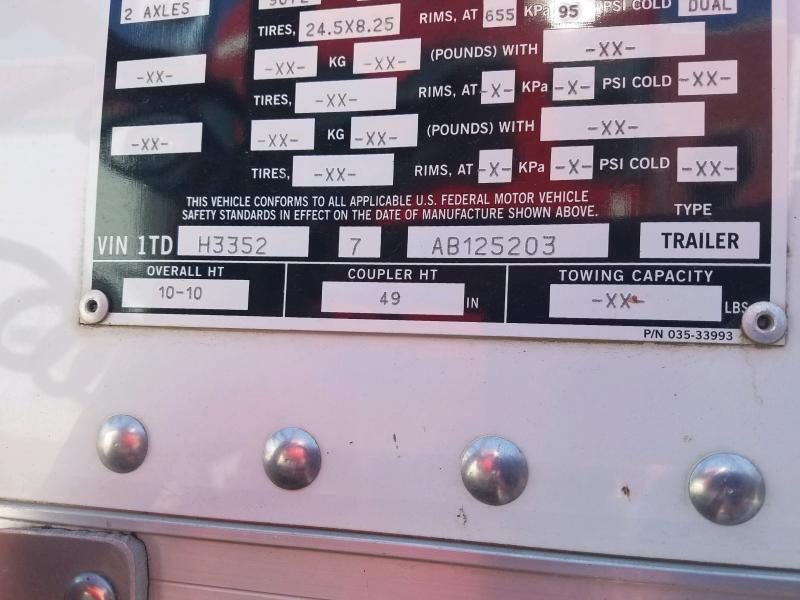 2 AXLES DUAL
TIRES, 24.5X8.25 RIMS, AT 655 KPa 95 PSI COLD
-XX- -XX- KG -XX- (POUNDS) WITH -XX-
TIRES, -XX- RIMS, AT -X- KPa -X- PSI COLD -XX-
-XX- -XX- KG -XX- (POUNDS) WITH -XX-
TIRES, -XX- RIMS, AT -X- KPa -X- PSI COLD -XX-
THIS VEHICLE CONFORMS TO ALL APPLICABLE U.S. FEDERAL MOTOR VEHICLE
SAFETY STANDARDS IN EFFECT ON THE DATE OF MANUFACTURE SHOWN ABOVE.
TYPE
VIN 1TD H3352 7 AB125203 TRAILER
OVERALL HT COUPLER HT TOWING CAPACITY
10-10 49 IN -XX- LBS
P/N 035-33993